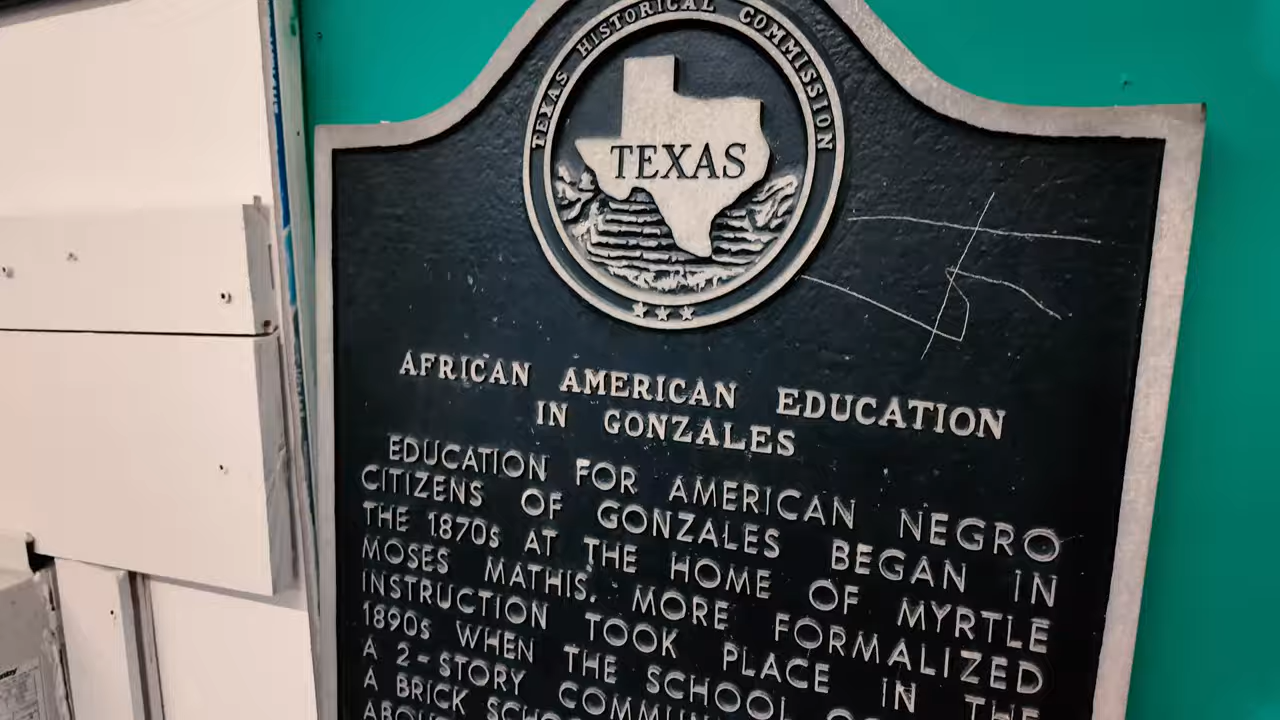 TEXAS HISTORICAL COMMISSION
TEXAS
AFRICAN AMERICAN EDUCATION
IN GONZALES
EDUCATION FOR AMERICAN NEGRO
CITIZENS OF GONZALES BEGAN IN
THE 1870s AT THE HOME OF MYRTLE
MOSES MATHIS. MORE FORMALIZED
INSTRUCTION TOOK PLACE IN THE
1890s WHEN THE SCHOOL
A 2-STORY
A BRICK